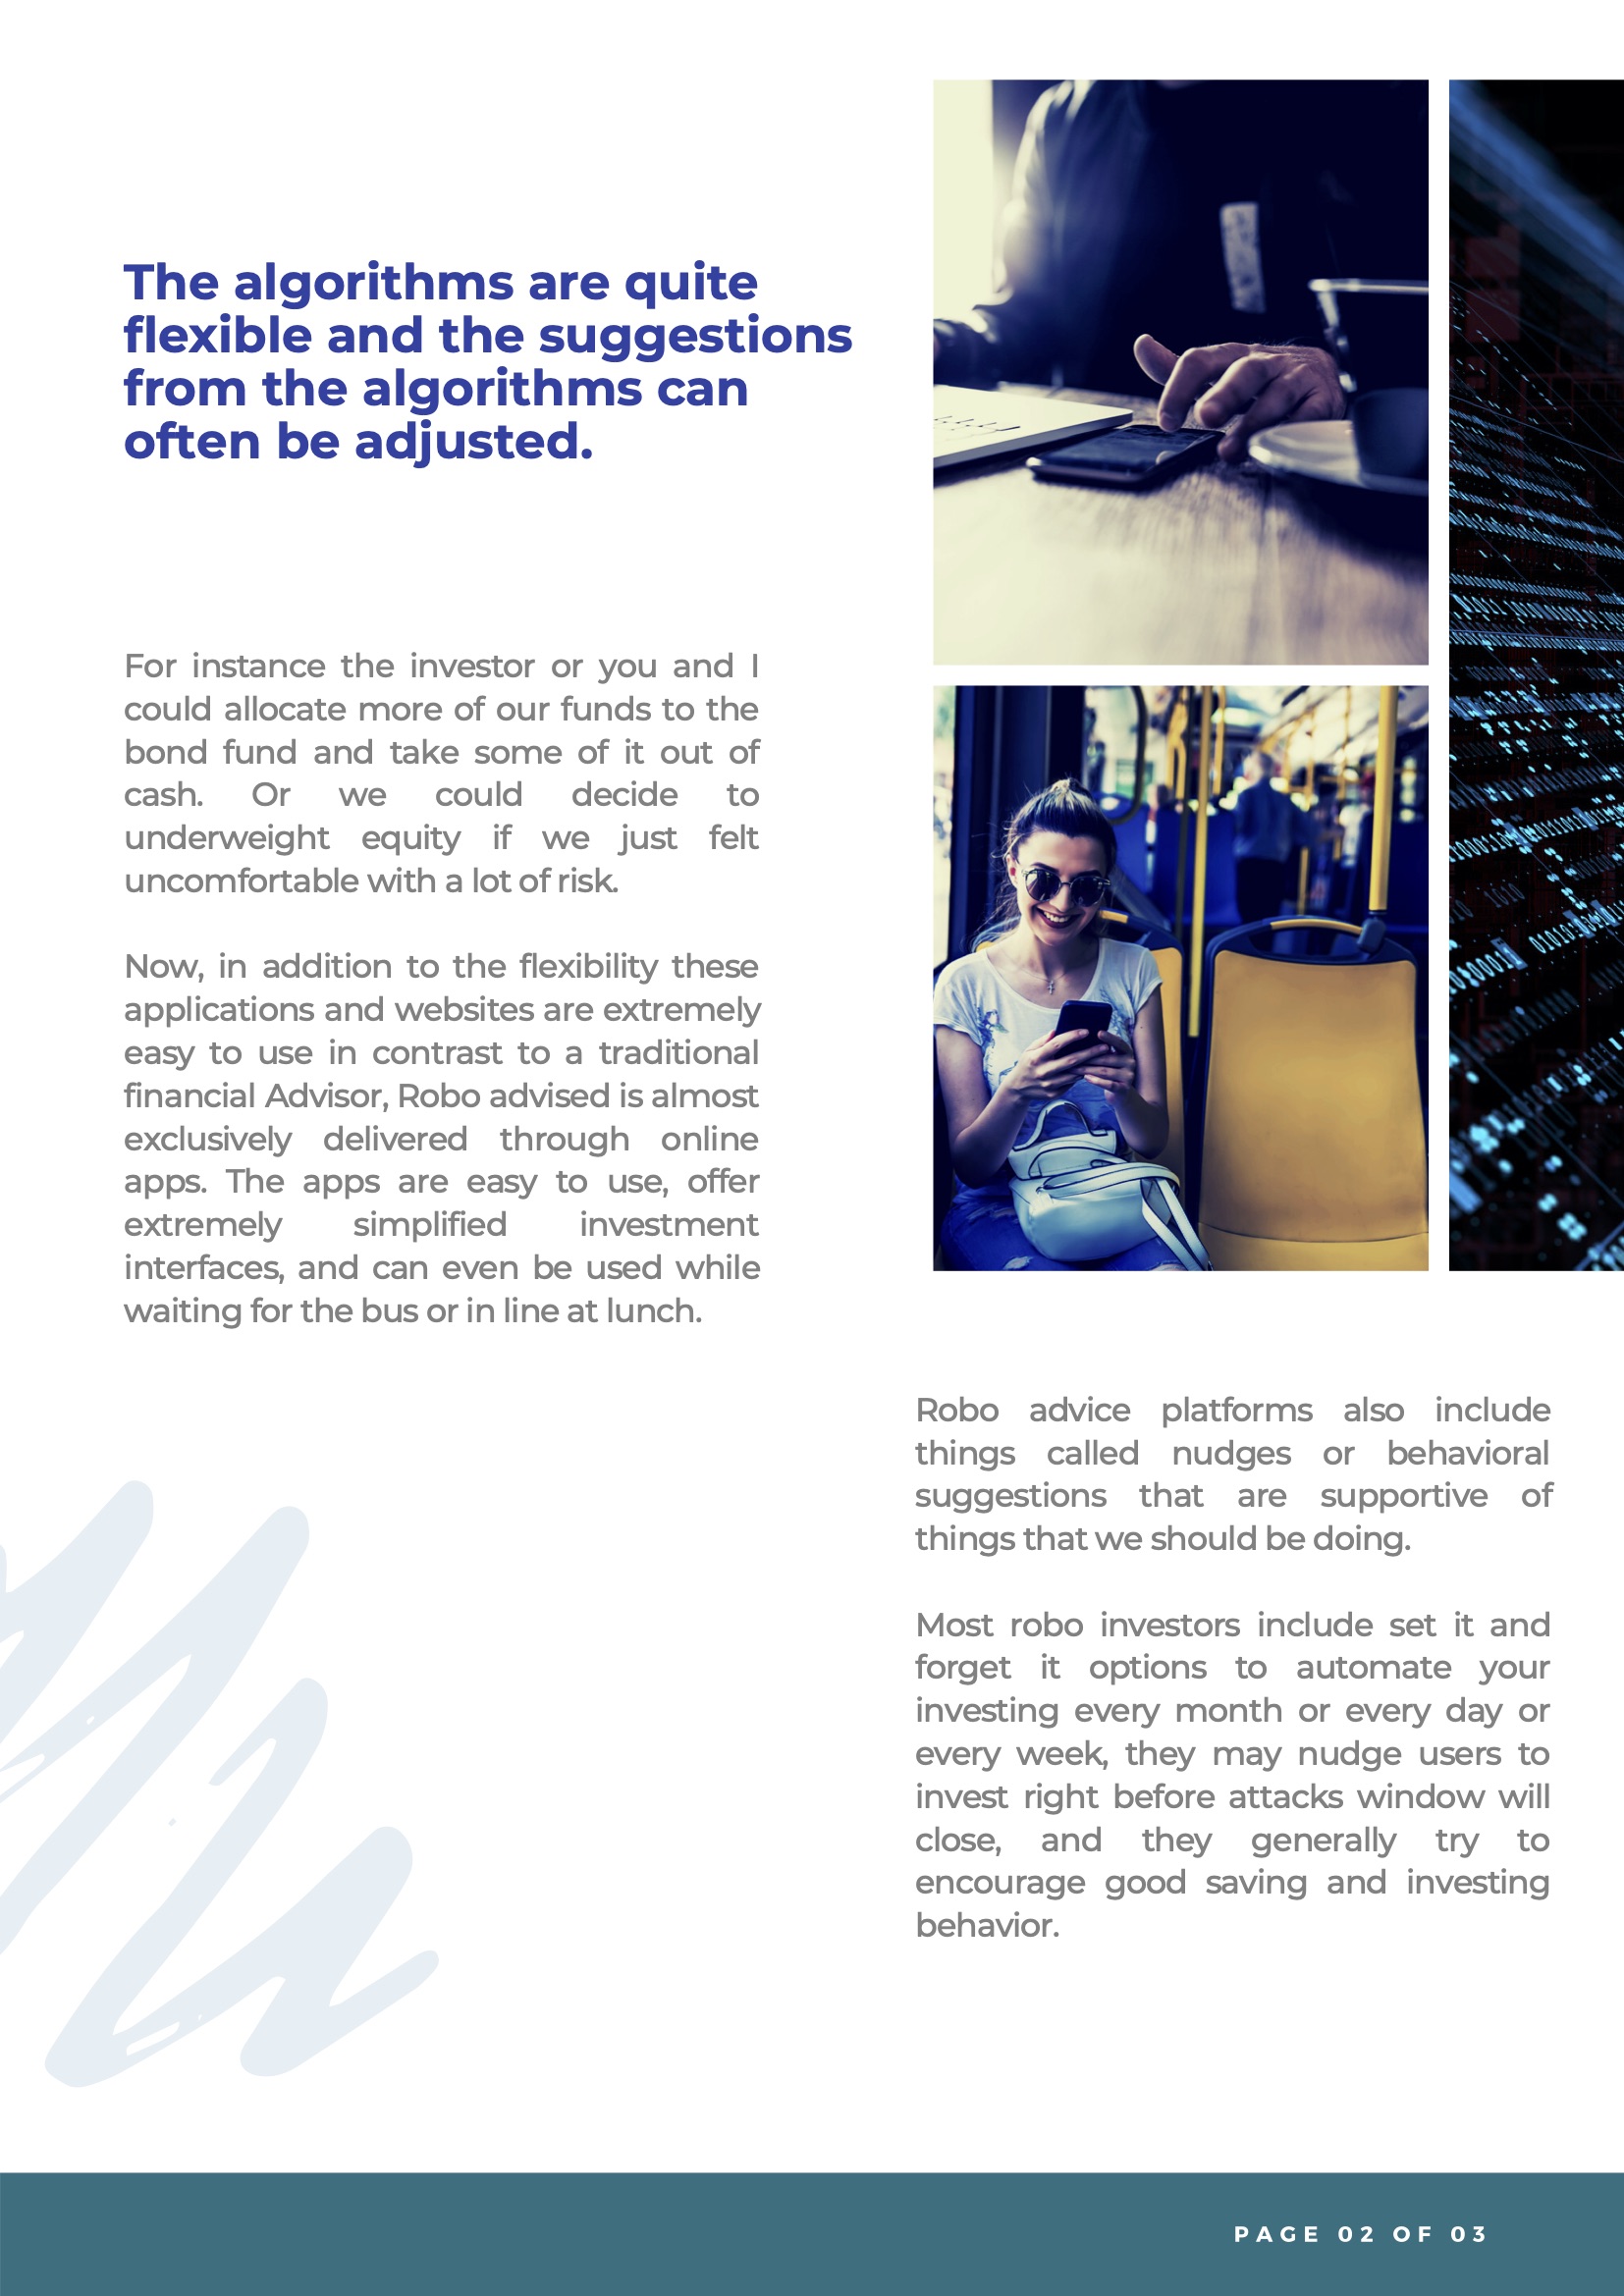 The algorithms are quite
flexible and the suggestions
from the algorithms can
often be adjusted.
For instance the investor or you and I
could allocate more of our funds to the
bond fund and take some of it out of
cash. Or we could decide to
underweight equity if we just felt
uncomfortable with a lot of risk.
Now, in addition to the flexibility these
applications and websites are extremely
easy to use in contrast to a traditional
financial Advisor, Robo advised is almost
exclusively delivered through online
apps. The apps are easy to use, offer
extremely simplified investment
interfaces, and can even be used while
waiting for the bus or in line at lunch.
Robo advice platforms also include
things called nudges or behavioral
suggestions that are supportive of
things that we should be doing.
Most robo investors include set it and
forget it options to automate your
investing every month or every day or
every week, they may nudge users to
invest right before attacks window will
close, and they generally try to
encourage good saving and investing
behavior.
PAGE 02 OF 03